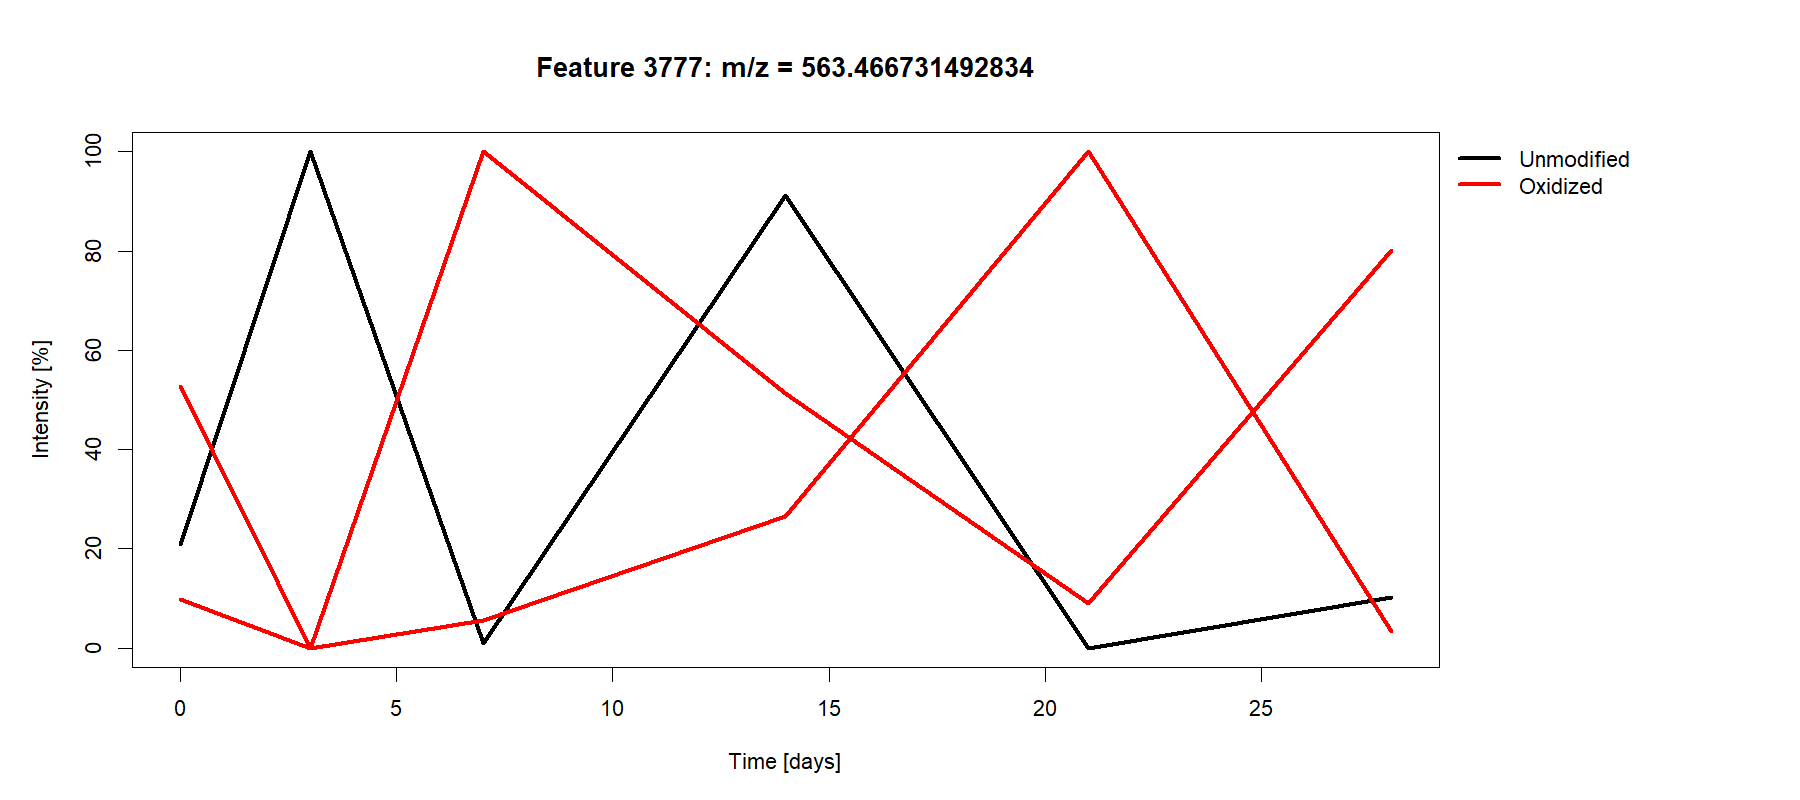 Feature 3777: m/z = 563.466731492834
Unmodified
Oxidized
100
80
60
40
20
0
Intensity [%]
0 5 10 15 20 25
Time [days]